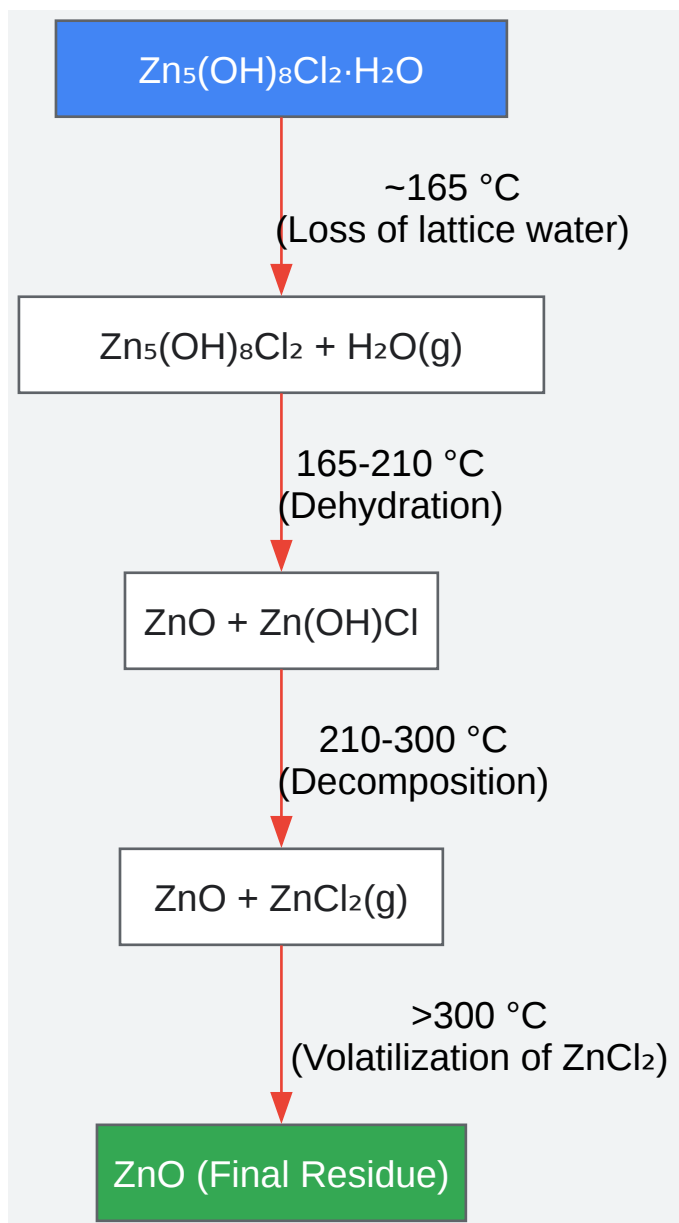 Zn₅(OH)₈Cl₂·H₂O
~165 °C
(Loss of lattice water)
Zn₅(OH)₈Cl₂ + H₂O(g)
165-210 °C
(Dehydration)
ZnO + Zn(OH)Cl
210-300 °C
(Decomposition)
ZnO + ZnCl₂(g)
>300 °C
(Volatilization of ZnCl₂)
ZnO (Final Residue)